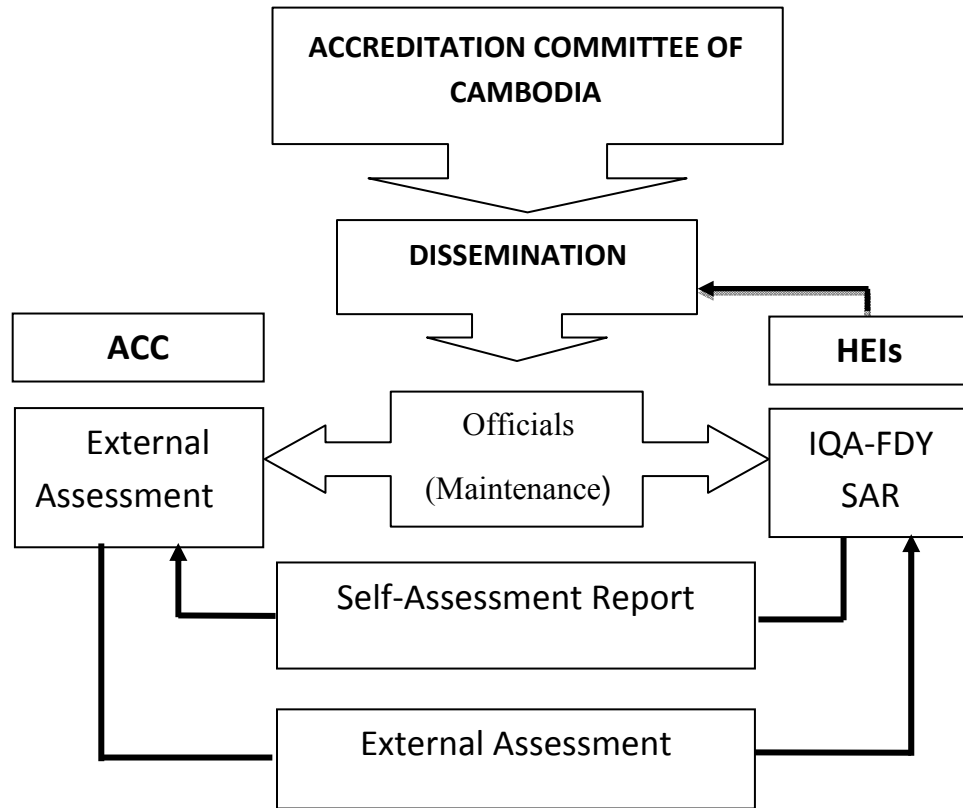 ACCREDITATION COMMITTEE OF
CAMBODIA
DISSEMINATION
ACC
HEIs
External
Assessment
Officials
(Maintenance)
IQA-FDY
SAR
Self-Assessment Report
External Assessment